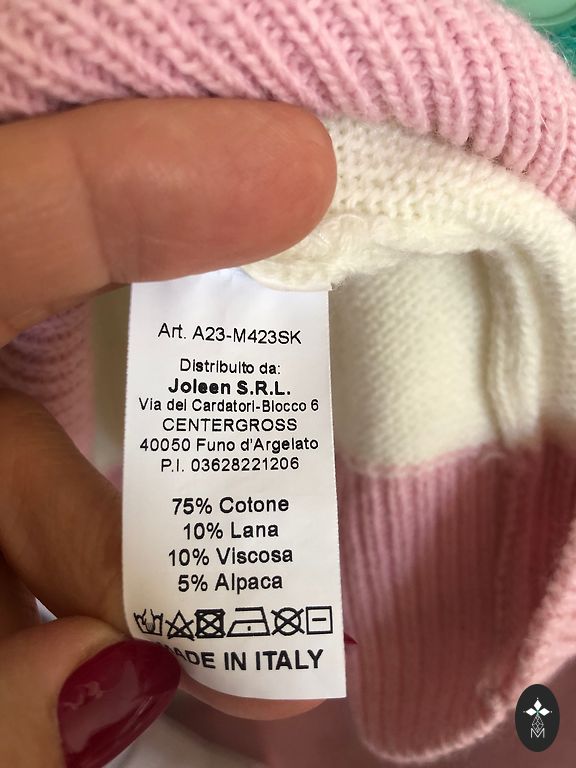 Art. A23-M423SK
Distribuito da:
Joleen S.R.L.
Via dei Cardatori-Blocco 6
CENTERGROSS
40050 Funo d'Argelato
P.I. 03628221206
75% Cotone
10% Lana
10% Viscosa
5% Alpaca
MADE IN ITALY
M